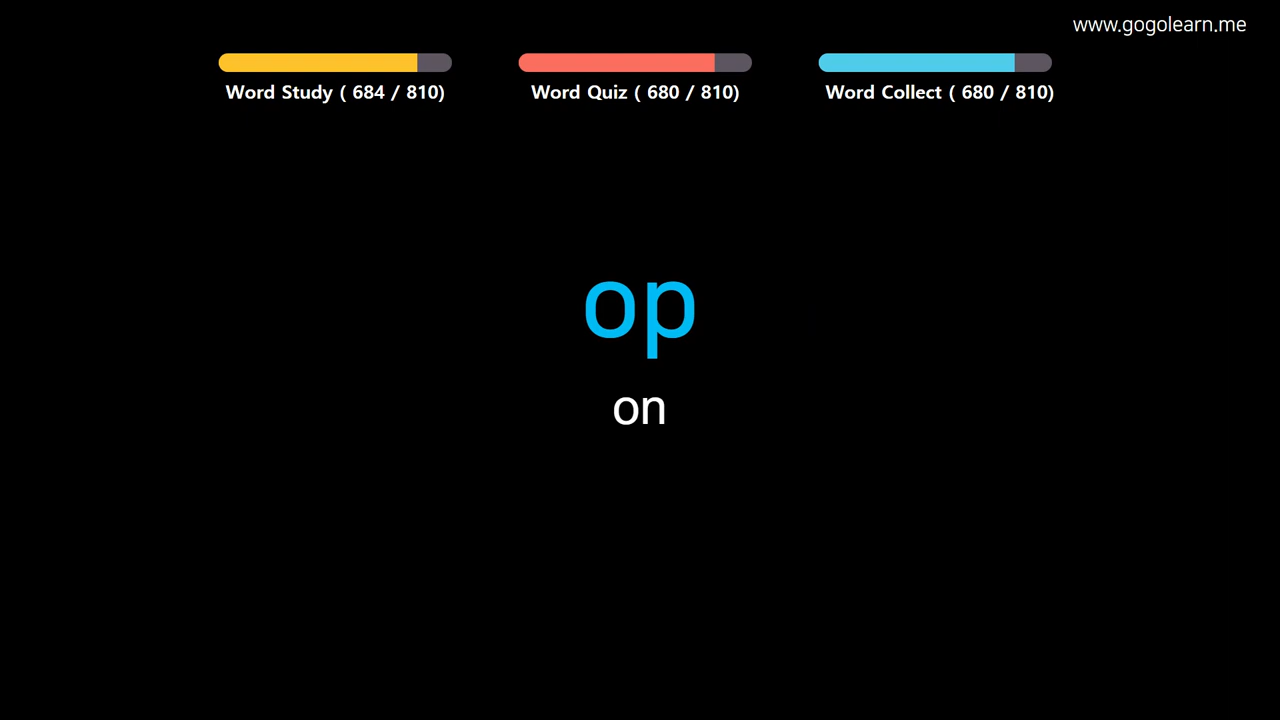 www.gogolearn.me
Word Study ( 684 / 810)
Word Quiz ( 680 / 810)
Word Collect ( 680 / 810)
op
on